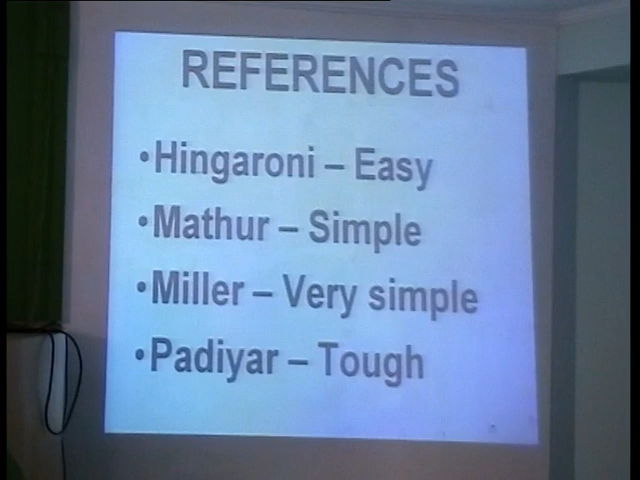 REFERENCES
•Hingaroni – Easy
•Mathur – Simple
•Miller – Very simple
•Padiyar – Tough